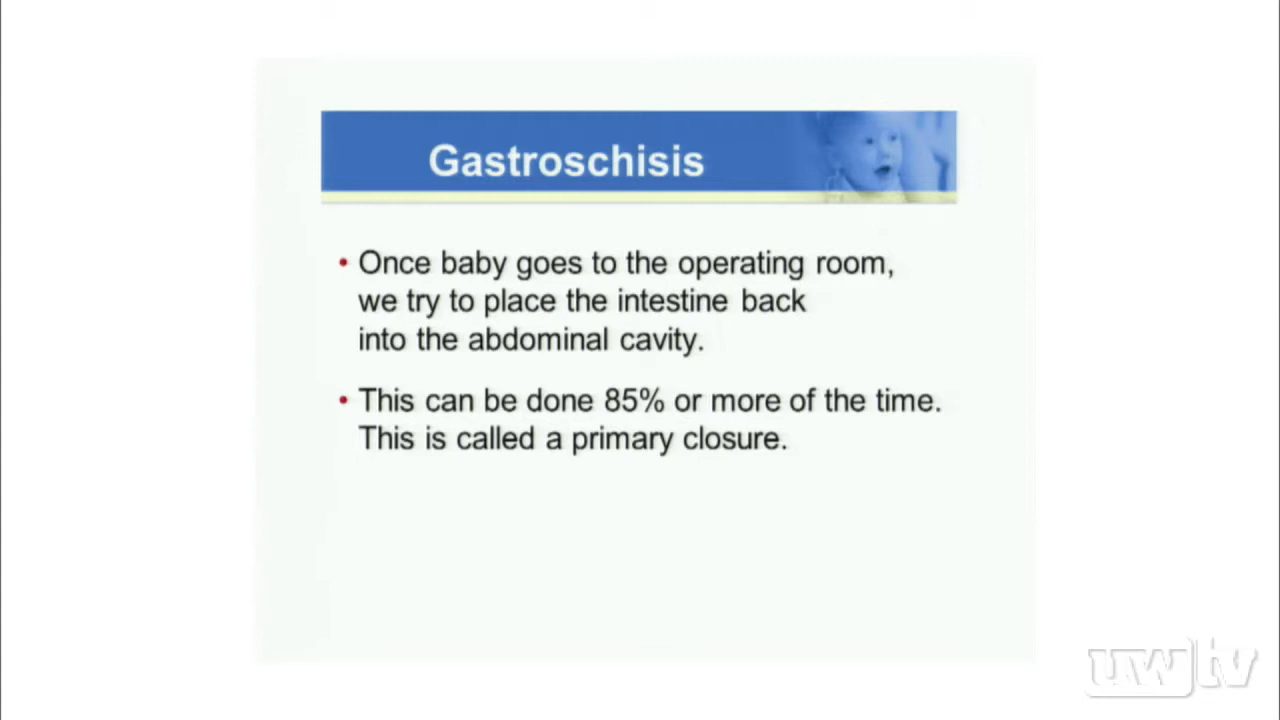 Gastroschisis
• Once baby goes to the operating room,
we try to place the intestine back
into the abdominal cavity.
• This can be done 85% or more of the time.
This is called a primary closure.
uwtv